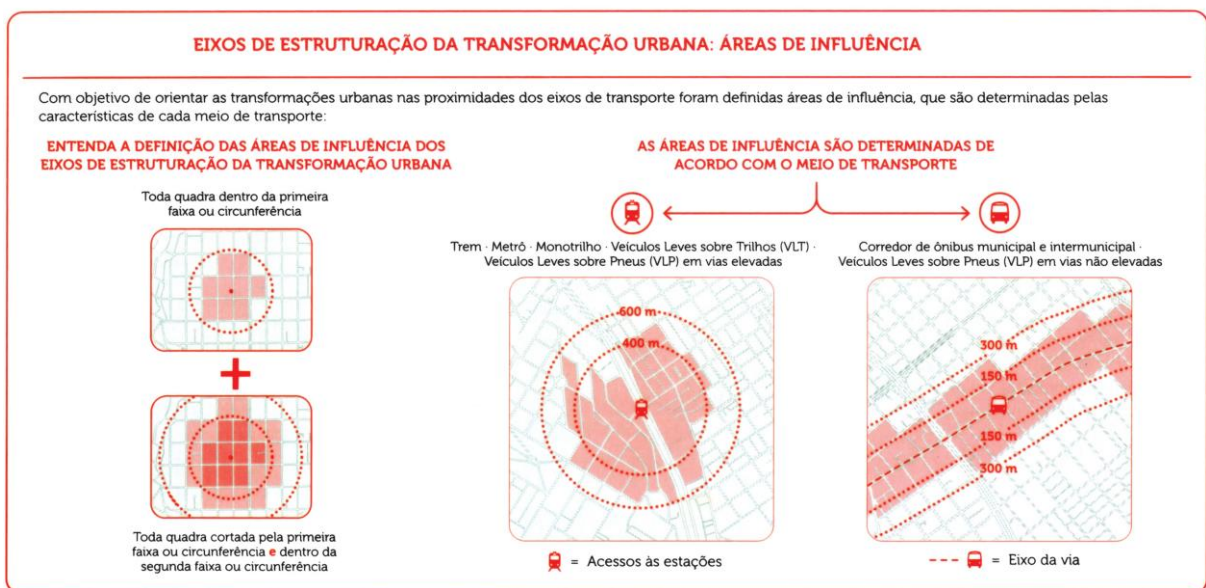 EIXOS DE ESTRUTURAÇÃO DA TRANSFORMAÇÃO URBANA: ÁREAS DE INFLUÊNCIA
Com objetivo de orientar as transformações urbanas nas proximidades dos eixos de transporte foram definidas áreas de influência, que são determinadas pelas
características de cada meio de transporte:
ENTENDA A DEFINIÇÃO DAS ÁREAS DE INFLUÊNCIA DOS
EIXOS DE ESTRUTURAÇÃO DA TRANSFORMAÇÃO URBANA
Toda quadra dentro da primeira
faixa ou circunferência
+
Toda quadra cortada pela primeira
faixa ou circunferência e dentro da
segunda faixa ou circunferência
AS ÁREAS DE INFLUÊNCIA SÃO DETERMINADAS DE
ACORDO COM O MEIO DE TRANSPORTE
Trem · Metrô · Monotrilho · Veículos Leves sobre Trilhos (VLT) ·
Veículos Leves sobre Pneus (VLP) em vias elevadas
600 m
400 m
= Acessos às estações
Corredor de ônibus municipal e intermunicipal ·
Veículos Leves sobre Pneus (VLP) em vias não elevadas
300 m
150 m
150 m
300 m
= Eixo da via